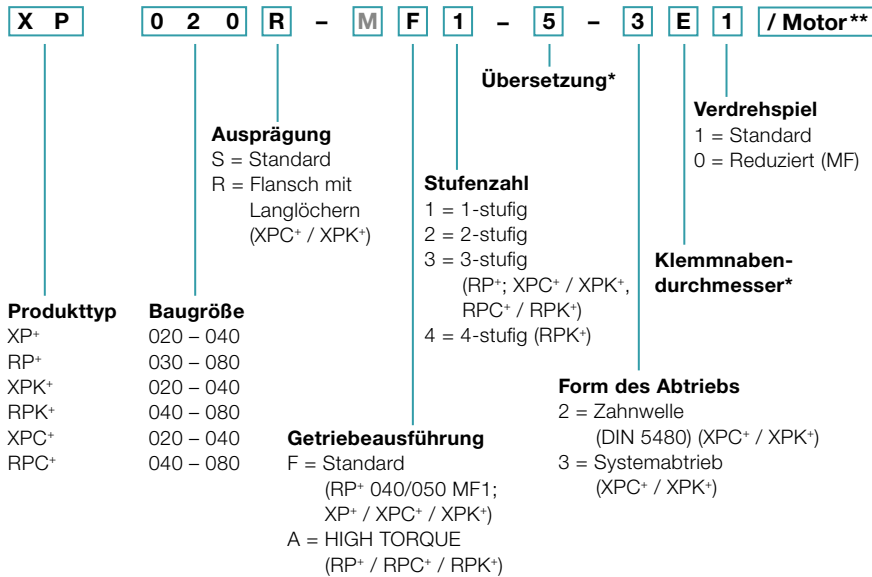 X P 0 2 0 R – M F 1 – 5 – 3 E 1 / Motor**
Übersetzung*
Verdrehspiel
1 = Standard
0 = Reduziert (MF)
Ausprägung
S = Standard
R = Flansch mit
Langlöchern
(XPC⁺ / XPK⁺)
Stufenzahl
1 = 1-stufig
2 = 2-stufig
3 = 3-stufig
(RP⁺; XPC⁺ / XPK⁺,
RPC⁺ / RPK⁺)
4 = 4-stufig (RPK⁺)
Klemmnaben-
durchmesser*
Produkttyp Baugröße
XP⁺ 020 – 040
RP⁺ 030 – 080
XPK⁺ 020 – 040
RPK⁺ 040 – 080
XPC⁺ 020 – 040
RPC⁺ 040 – 080
Form des Abtriebs
2 = Zahnwelle
(DIN 5480) (XPC⁺ / XPK⁺)
3 = Systemabtrieb
(XPC⁺ / XPK⁺)
Getriebeausführung
F = Standard
(RP⁺ 040/050 MF1;
XP⁺ / XPC⁺ / XPK⁺)
A = HIGH TORQUE
(RP⁺ / RPC⁺ / RPK⁺)